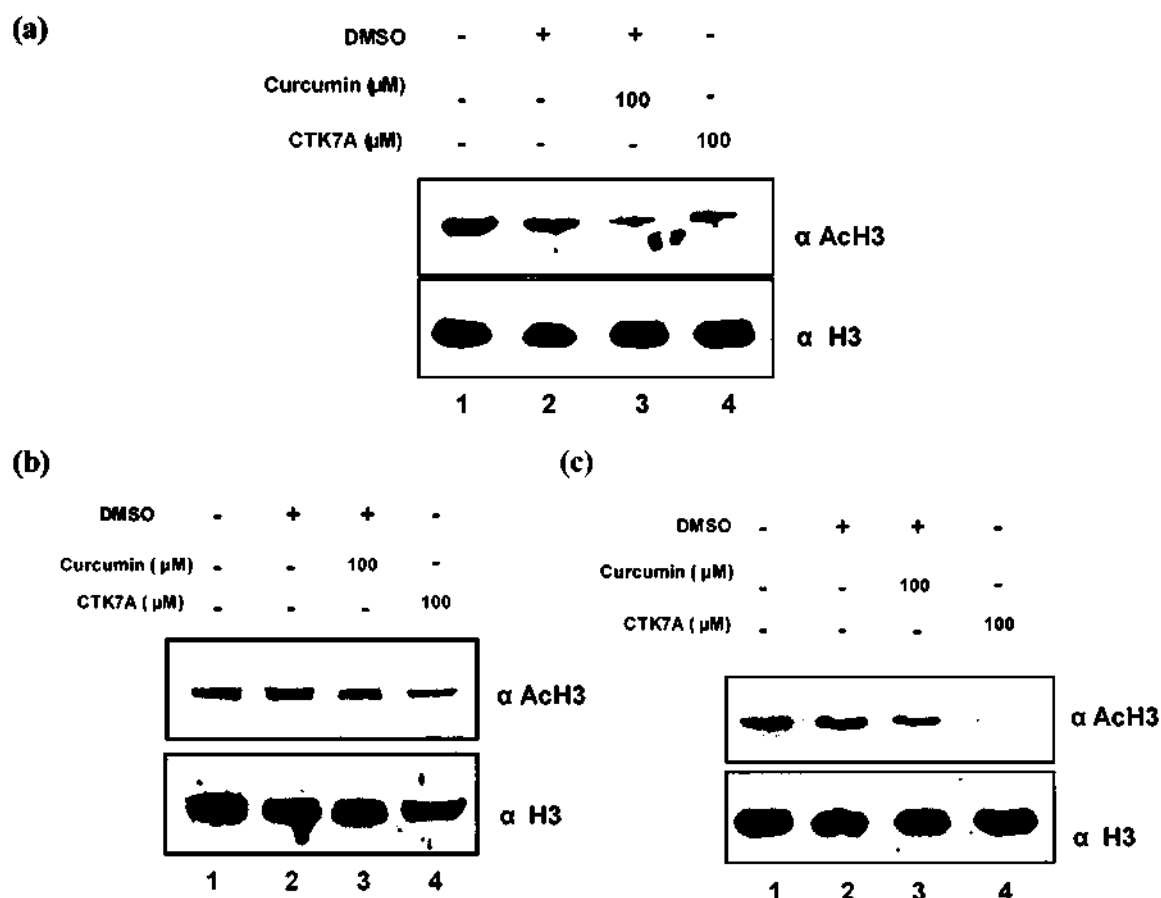 (a)
DMSO - + + -
Curcumin (µM) - - 100 -
CTK7A (µM) - - - 100
α AcH3
α H3
1 2 3 4
(b)
DMSO - + + -
Curcumin ( µM) - - 100 -
CTK7A ( µM) - - - 100
α AcH3
α H3
1 2 3 4
(c)
DMSO - + + -
Curcumin ( µM) - - 100 -
CTK7A ( µM) - - - 100
α AcH3
α H3
1 2 3 4